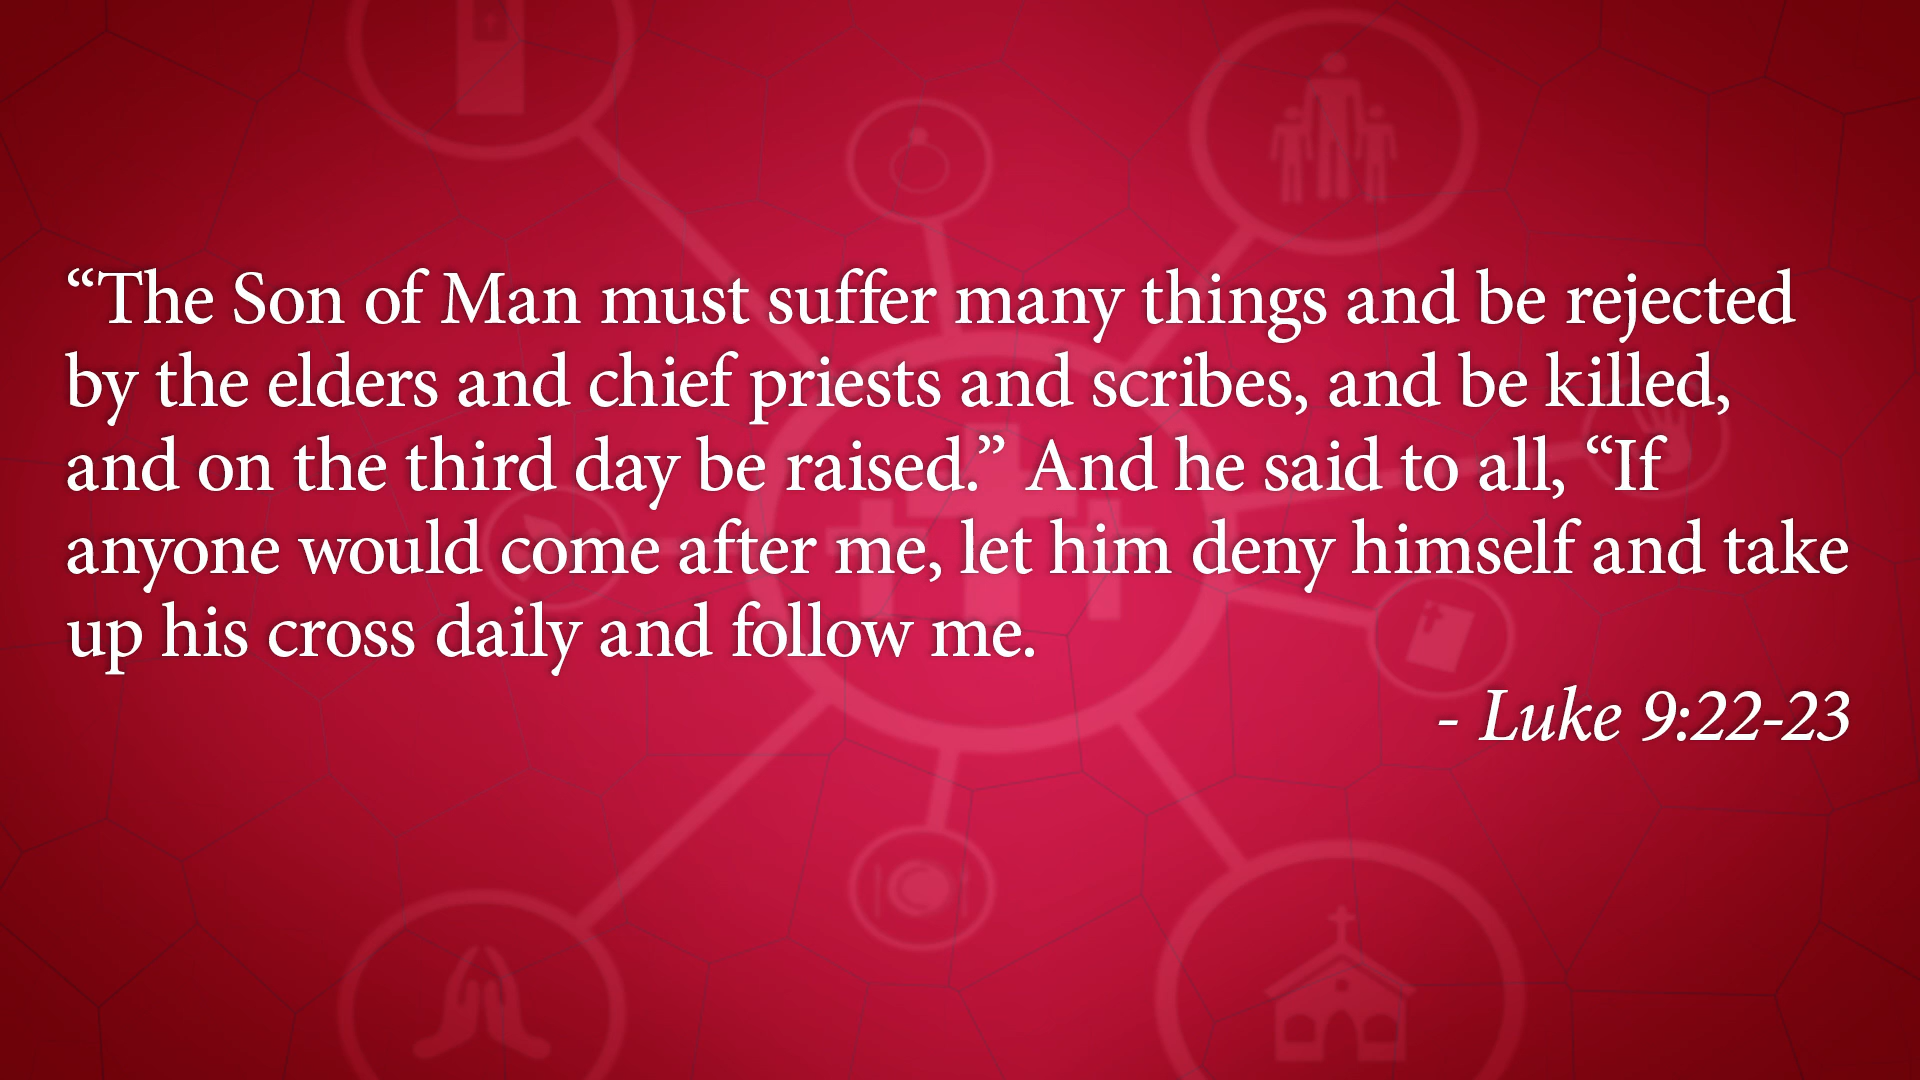 “The Son of Man must suffer many things and be rejected
by the elders and chief priests and scribes, and be killed,
and on the third day be raised.” And he said to all, “If
anyone would come after me, let him deny himself and take
up his cross daily and follow me.
- Luke 9:22-23